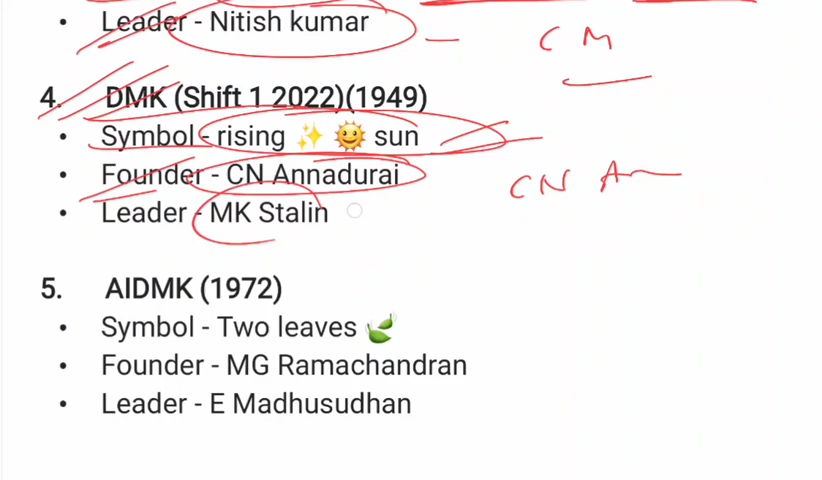 • Leader - Nitish kumar
CM
4. DMK (Shift 1 2022)(1949)
• Symbol - rising ✨ 🌞 sun
• Founder - CN Annadurai
CN A
• Leader - MK Stalin
5. AIDMK (1972)
• Symbol - Two leaves 🍃
• Founder - MG Ramachandran
• Leader - E Madhusudhan